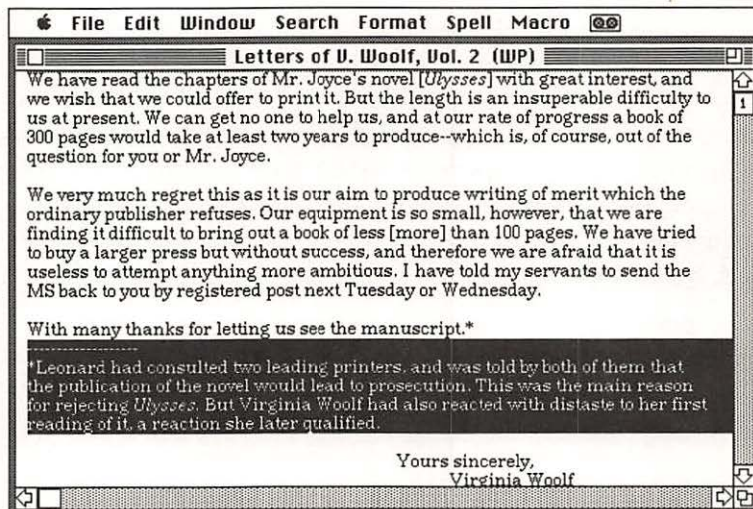 File Edit Window Search Format Spell Macro
Letters of V. Woolf, Vol. 2 (WP)
We have read the chapters of Mr. Joyce's novel [Ulysses] with great interest, and
we wish that we could offer to print it. But the length is an insuperable difficulty to
us at present. We can get no one to help us, and at our rate of progress a book of
300 pages would take at least two years to produce--which is, of course, out of the
question for you or Mr. Joyce.
We very much regret this as it is our aim to produce writing of merit which the
ordinary publisher refuses. Our equipment is so small, however, that we are
finding it difficult to bring out a book of less [more] than 100 pages. We have tried
to buy a larger press but without success, and therefore we are afraid that it is
useless to attempt anything more ambitious. I have told my servants to send the
MS back to you by registered post next Tuesday or Wednesday.
With many thanks for letting us see the manuscript.*
-----------------
*Leonard had consulted two leading printers, and was told by both of them that
the publication of the novel would lead to prosecution. This was the main reason
for rejecting Ulysses. But Virginia Woolf had also reacted with distaste to her first
reading of it, a reaction she later qualified.
Yours sincerely,
Virginia Woolf
1